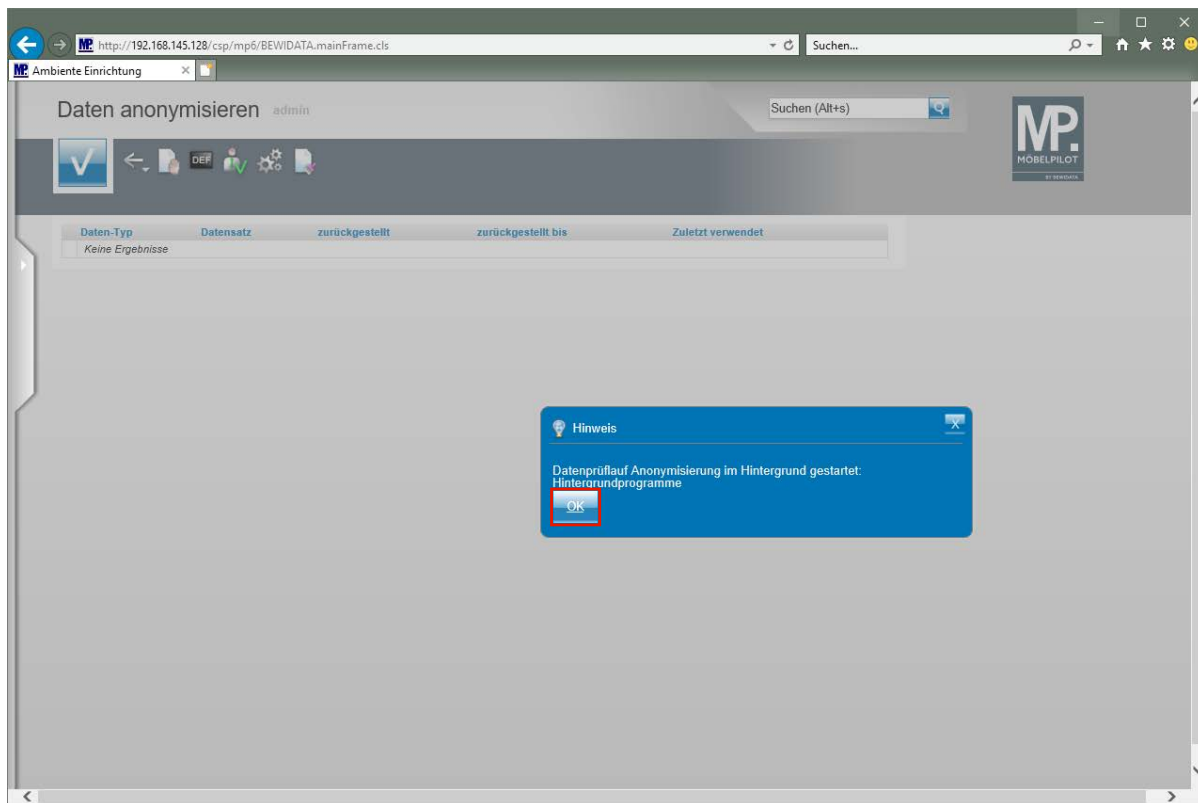 http://192.168.145.128/csp/mp6/BEWIDATA.mainFrame.cls
Suchen...
Ambiente Einrichtung
Daten anonymisieren admin
Suchen (Alt+s)
MP.
MÖBELPILOT
BY BEWIDATA
DEF
Daten-Typ Datensatz zurückgestellt zurückgestellt bis Zuletzt verwendet
Keine Ergebnisse
Hinweis
X
Datenprüflauf Anonymisierung im Hintergrund gestartet:
Hintergrundprogramme
OK